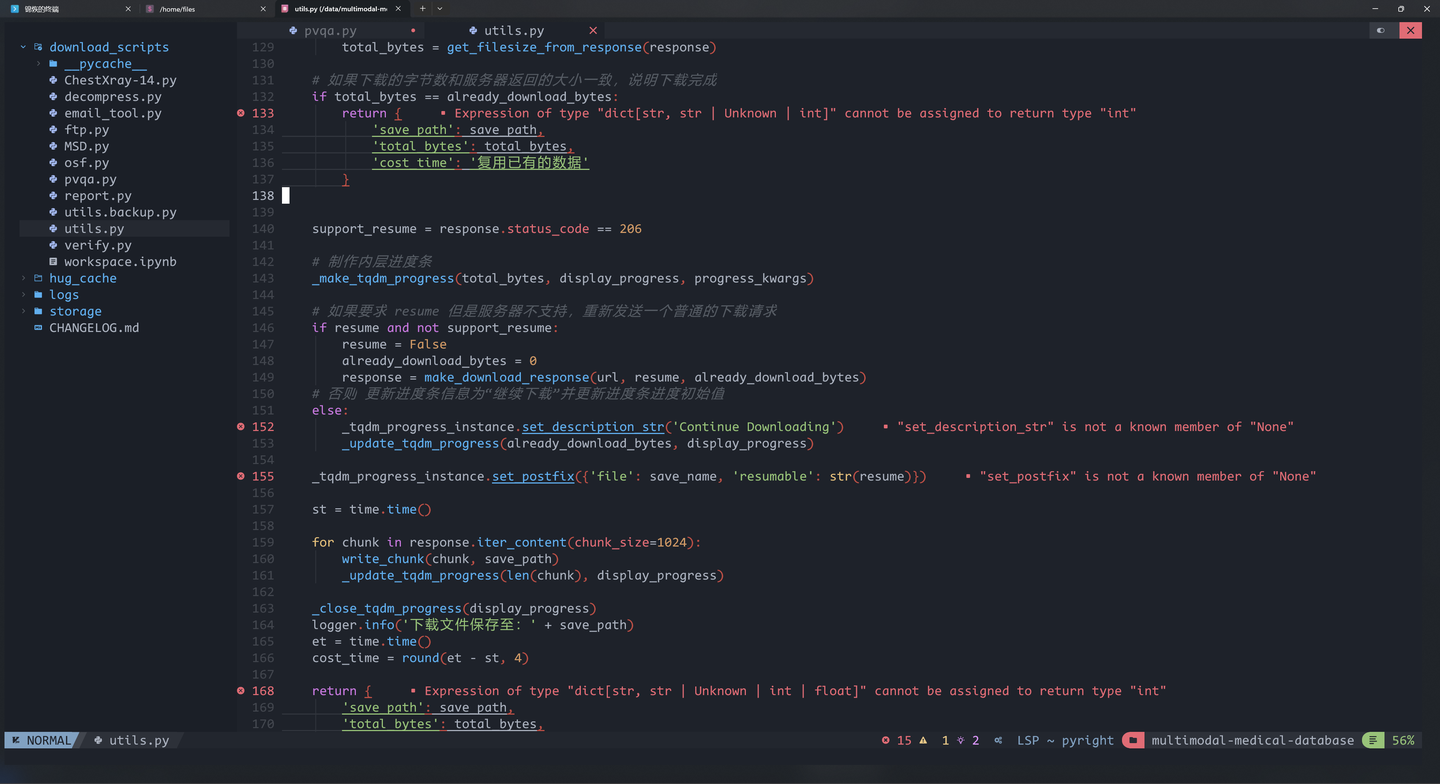 锦恢的终端
/home/files
utils.py (/data/multimodal-m
download_scripts
__pycache__
ChestXray-14.py
decompress.py
email_tool.py
ftp.py
MSD.py
osf.py
pvqa.py
report.py
utils.backup.py
utils.py
verify.py
workspace.ipynb
hug_cache
logs
storage
CHANGELOG.md
pvqa.py
utils.py
129 total_bytes = get_filesize_from_response(response)
130
131 # 如果下载的字节数和服务器返回的大小一致，说明下载完成
132 if total_bytes == already_download_bytes:
133 return { ▪ Expression of type "dict[str, str | Unknown | int]" cannot be assigned to return type "int"
134 'save_path': save_path,
135 'total_bytes': total_bytes,
136 'cost_time': '复用已有的数据'
137 }
138
139
140 support_resume = response.status_code == 206
141
142 # 制作内层进度条
143 _make_tqdm_progress(total_bytes, display_progress, progress_kwargs)
144
145 # 如果要求 resume 但是服务器不支持，重新发送一个普通的下载请求
146 if resume and not support_resume:
147 resume = False
148 already_download_bytes = 0
149 response = make_download_response(url, resume, already_download_bytes)
150 # 否则 更新进度条信息为“继续下载”并更新进度条进度初始值
151 else:
152 _tqdm_progress_instance.set_description_str('Continue Downloading') ▪ "set_description_str" is not a known member of "None"
153 _update_tqdm_progress(already_download_bytes, display_progress)
154
155 _tqdm_progress_instance.set_postfix({'file': save_name, 'resumable': str(resume)}) ▪ "set_postfix" is not a known member of "None"
156
157 st = time.time()
158
159 for chunk in response.iter_content(chunk_size=1024):
160 write_chunk(chunk, save_path)
161 _update_tqdm_progress(len(chunk), display_progress)
162
163 _close_tqdm_progress(display_progress)
164 logger.info('下载文件保存至：' + save_path)
165 et = time.time()
166 cost_time = round(et - st, 4)
167
168 return { ▪ Expression of type "dict[str, str | Unknown | int | float]" cannot be assigned to return type "int"
169 'save_path': save_path,
170 'total_bytes': total_bytes,
NORMAL utils.py 15 1 2 LSP ~ pyright multimodal-medical-database 56%